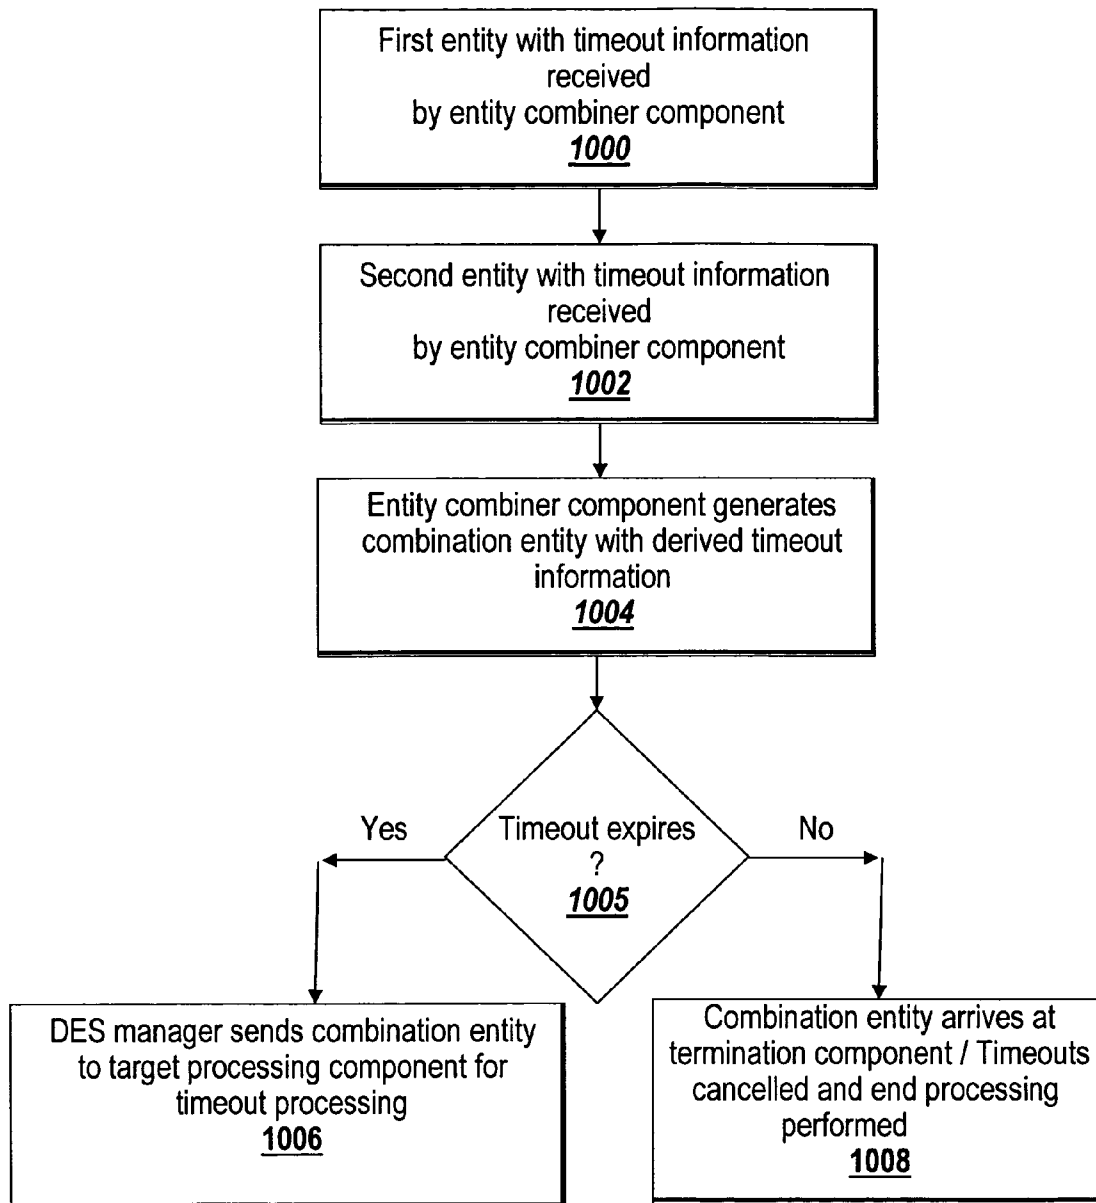 First entity with timeout information
received
by entity combiner component
1000
Second entity with timeout information
received
by entity combiner component
1002
Entity combiner component generates
combination entity with derived timeout
information
1004
Timeout expires
?
1005
Yes
No
DES manager sends combination entity
to target processing component for
timeout processing
1006
Combination entity arrives at
termination component / Timeouts
cancelled and end processing
performed
1008